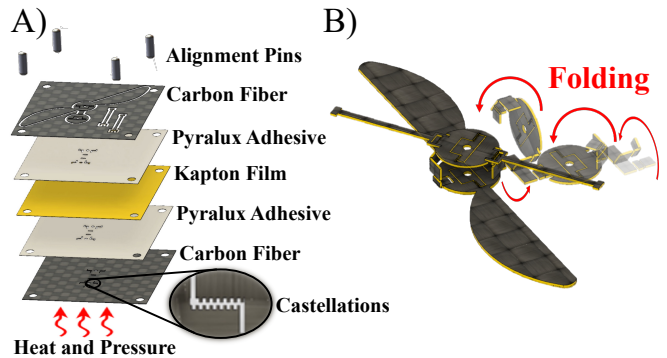 A)
Alignment Pins
Carbon Fiber
Pyralux Adhesive
Kapton Film
Pyralux Adhesive
Carbon Fiber
Castellations
Heat and Pressure
B)
Folding